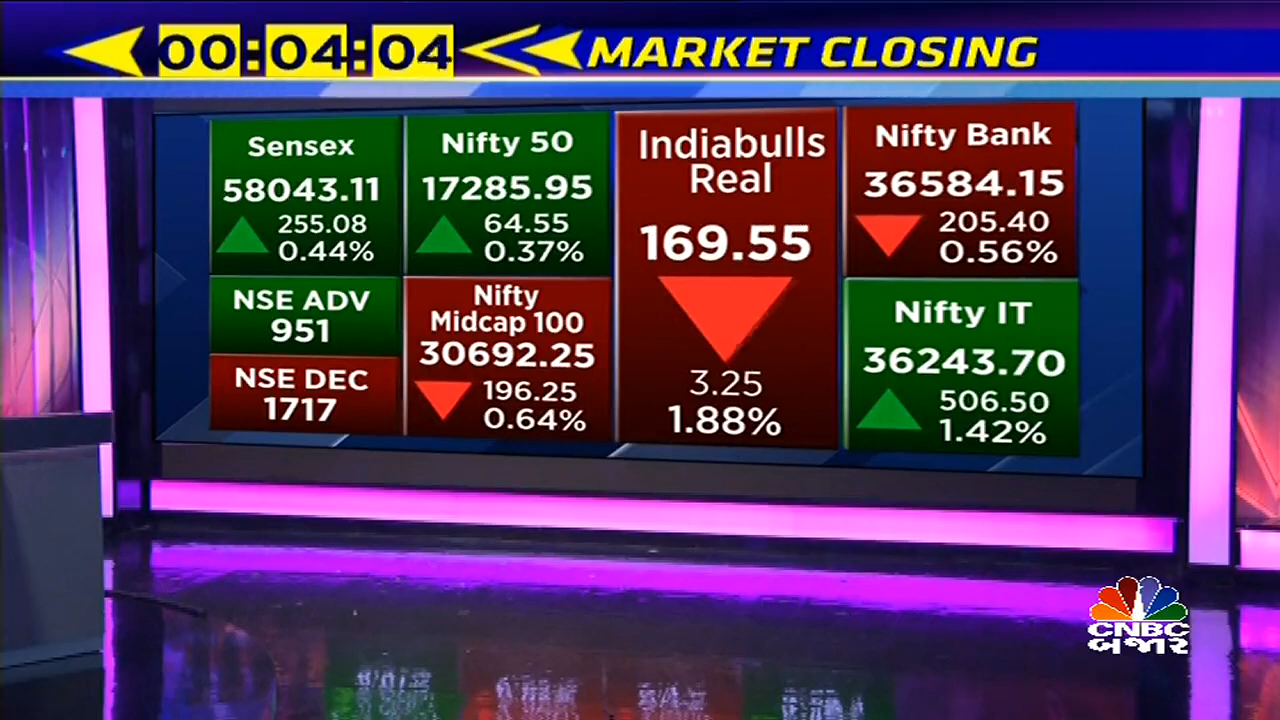 00:04:04 MARKET CLOSING
Sensex
58043.11
255.08
0.44%
Nifty 50
17285.95
64.55
0.37%
Indiabulls
Real
169.55
3.25
1.88%
Nifty Bank
36584.15
205.40
0.56%
NSE ADV
951
NSE DEC
1717
Nifty
Midcap 100
30692.25
196.25
0.64%
Nifty IT
36243.70
506.50
1.42%
CNBC
બજાર